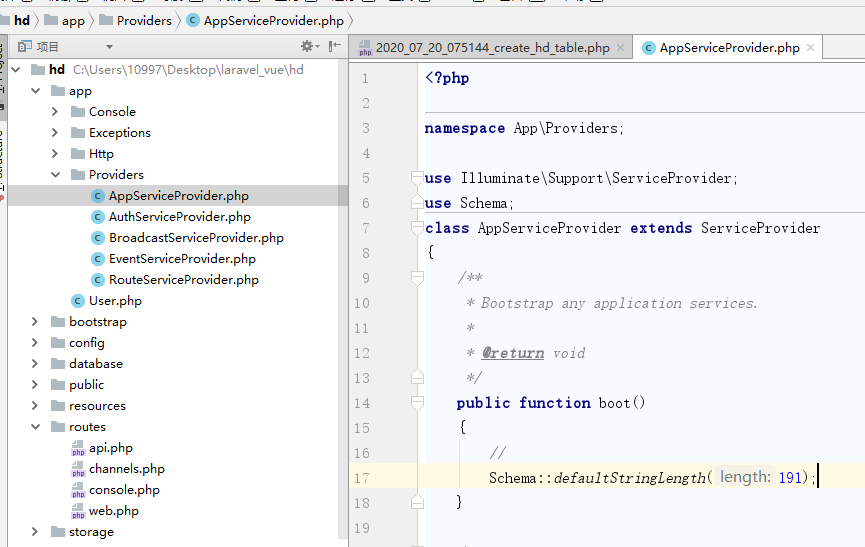 hd app Providers AppServiceProvider.php
项目
2020_07_20_075144_create_hd_table.php
AppServiceProvider.php
hd C:\Users\10997\Desktop\laravel_vue\hd
app
Console
Exceptions
Http
Providers
AppServiceProvider.php
AuthServiceProvider.php
BroadcastServiceProvider.php
EventServiceProvider.php
RouteServiceProvider.php
User.php
bootstrap
config
database
public
resources
routes
api.php
channels.php
console.php
web.php
storage
1 <?php
2
3 namespace App\Providers;
4
5 use Illuminate\Support\ServiceProvider;
6 use Schema;
7 class AppServiceProvider extends ServiceProvider
8 {
9 /**
10 * Bootstrap any application services.
11 *
12 * @return void
13 */
14 public function boot()
15 {
16 //
17 Schema::defaultStringLength( length: 191);
18 }
19